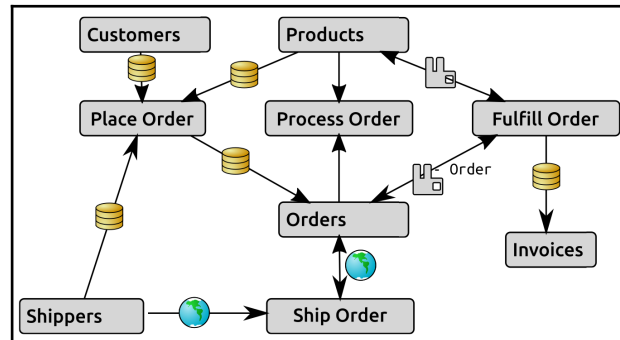 Customers
Products
Place Order
Process Order
Fulfill Order
- Order
Orders
Invoices
Shippers
Ship Order